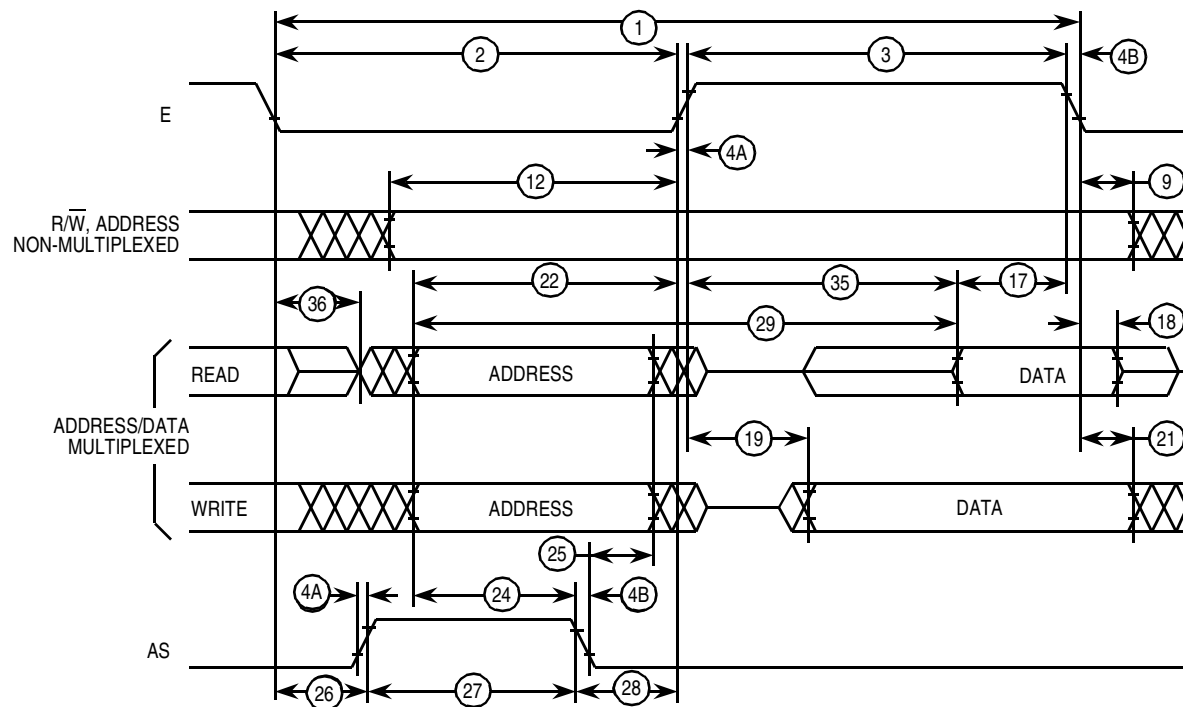 1
2
3
4B
E
4A
12
9
R/W̅, ADDRESS
NON-MULTIPLEXED
22
35
17
36
29
18
READ
ADDRESS
DATA
ADDRESS/DATA
MULTIPLEXED
19
21
WRITE
ADDRESS
DATA
25
4A
24
4B
AS
26
27
28